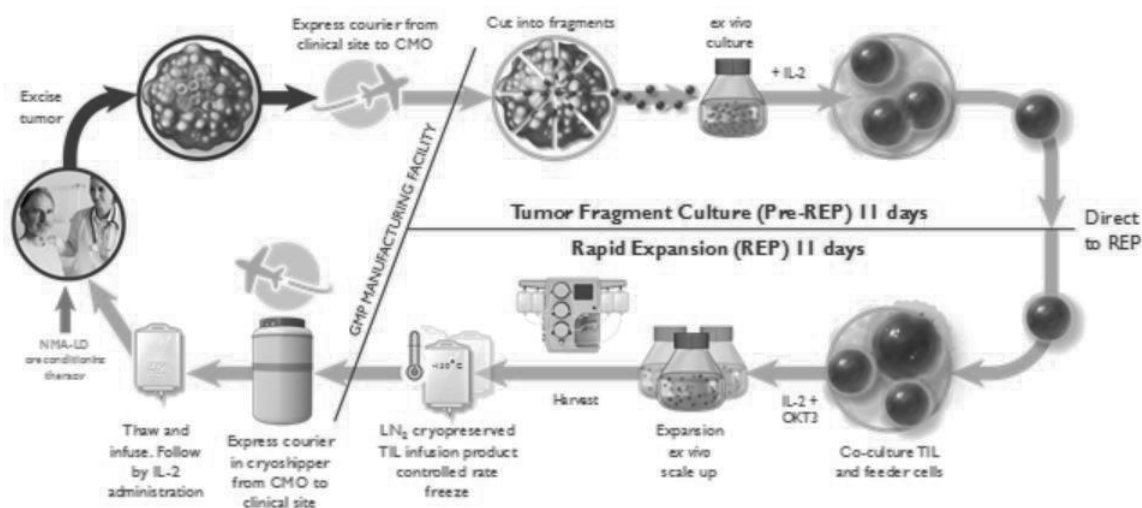 Express courier from
clinical site to CMO
Cut into fragments
ex vivo
culture
+ IL-2
Excise
tumor
GMP MANUFACTURING FACILITY
Tumor Fragment Culture (Pre-REP) 11 days
Rapid Expansion (REP) 11 days
Direct
to REP
NMA-LD
preconditioning
therapy
Harvest
IL-2 +
OKT3
Thaw and
infuse. Follow
by IL-2
administration
Express courier
in cryoshipper
from CMO to
clinical site
LN₂ cryopreserved
TIL infusion product
controlled rate
freeze
Expansion
ex vivo
scale up
Co-culture TIL
and feeder cells